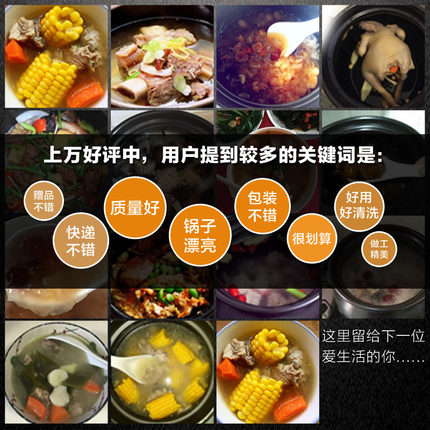 上万好评中，用户提到较多的关键词是:
赠品
不错
快递
不错
质量好
锅子
漂亮
包装
不错
很划算
好用
好清洗
做工
精美
这里留给下一位
爱生活的你......